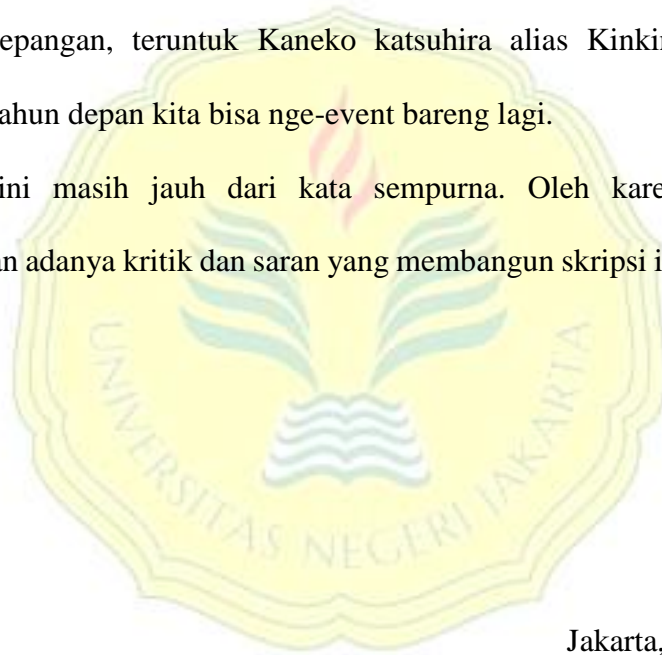 epangan, teruntuk Kaneko katsuhira alias Kinki
ahun depan kita bisa nge-event bareng lagi.
ini masih jauh dari kata sempurna. Oleh kare
an adanya kritik dan saran yang membangun skripsi i
UNIVERSITAS NEGERI JAKARTA
Jakarta,